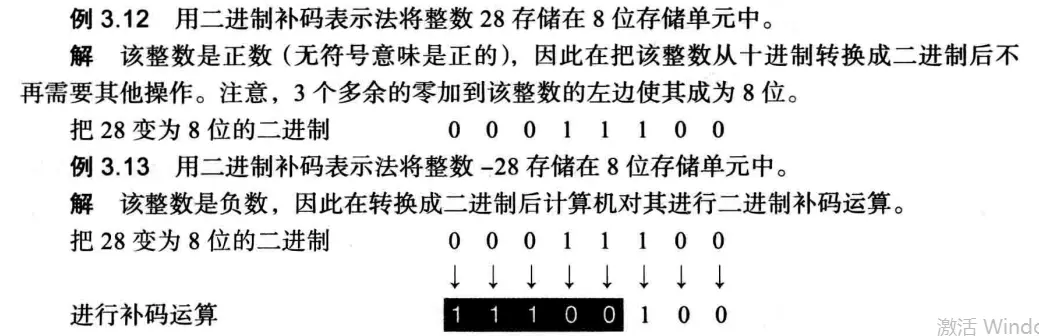 例 3.12 用二进制补码表示法将整数 28 存储在 8 位存储单元中。
解 该整数是正数（无符号意味是正的），因此在把该整数从十进制转换成二进制后不
再需要其他操作。注意，3 个多余的零加到该整数的左边使其成为 8 位。
把 28 变为 8 位的二进制 0 0 0 1 1 1 0 0
例 3.13 用二进制补码表示法将整数 –28 存储在 8 位存储单元中。
解 该整数是负数，因此在转换成二进制后计算机对其进行二进制补码运算。
把 28 变为 8 位的二进制 0 0 0 1 1 1 0 0
↓ ↓ ↓ ↓ ↓ ↓ ↓ ↓
进行补码运算 1 1 1 0 0 1 0 0
激活 Windo